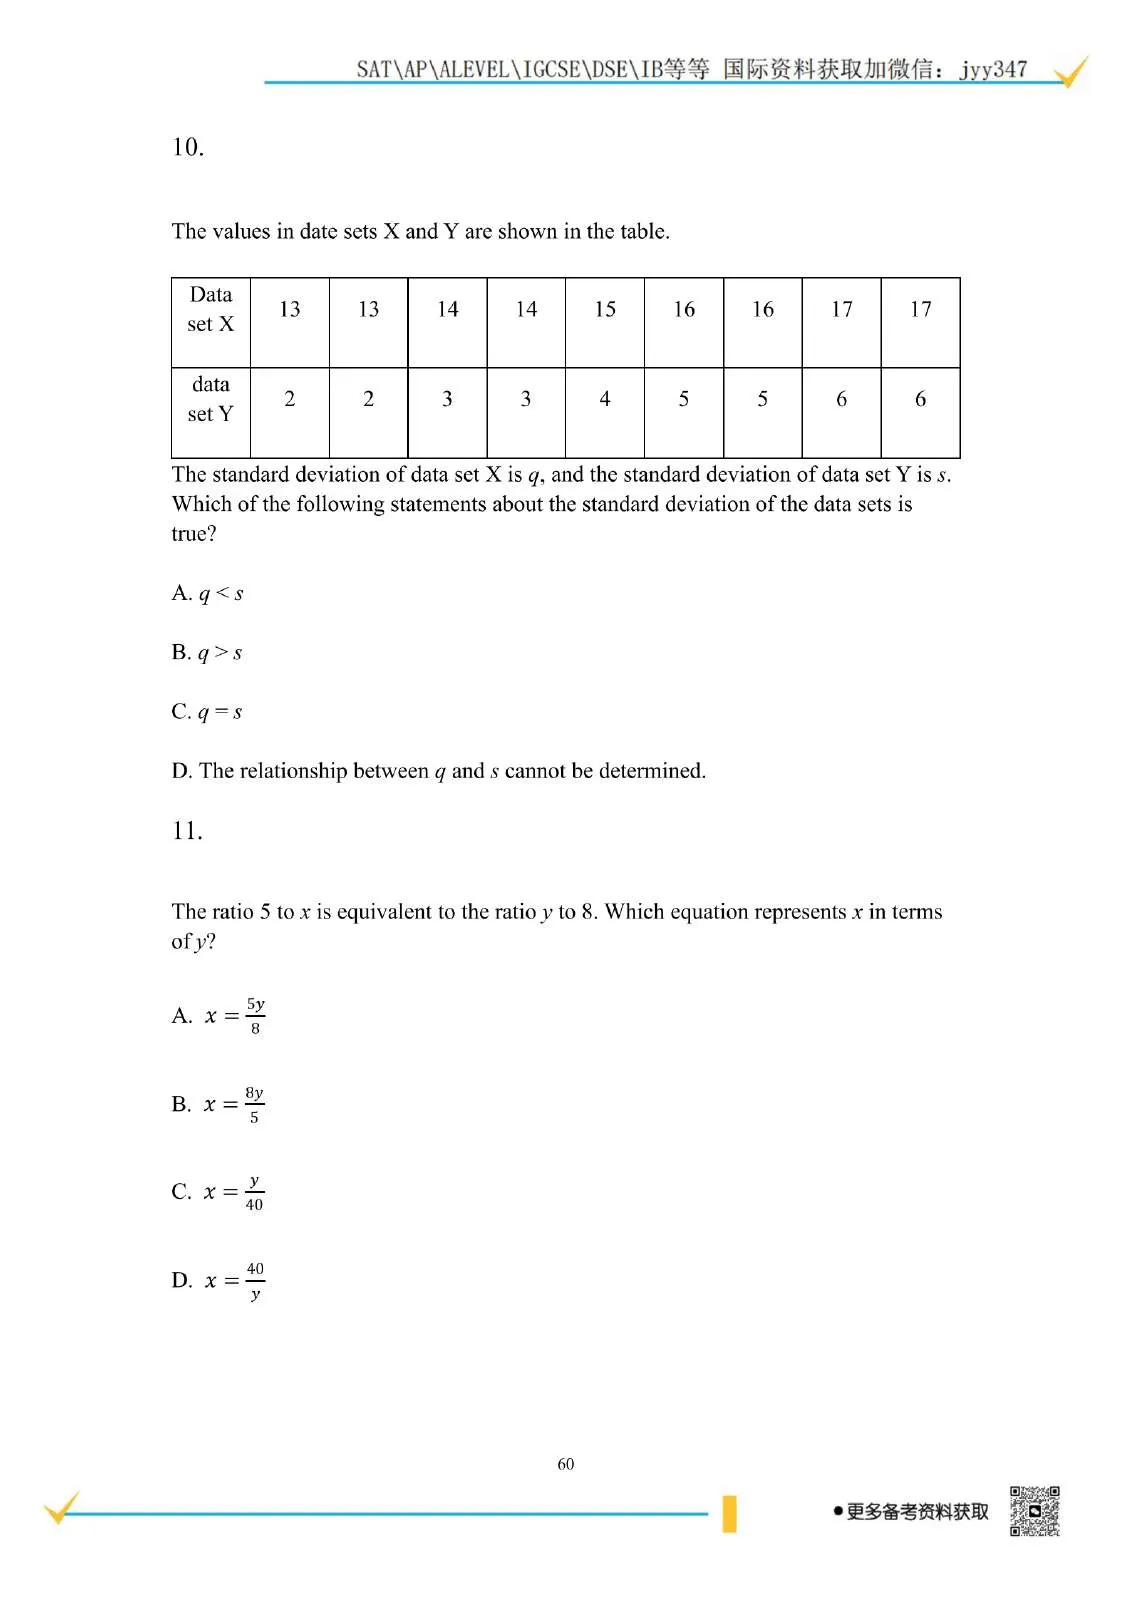 SAT\AP\ALEVEL\IGCSE\DSE\IB等等 国际资料获取加微信：jyy347
10.
The values in date sets X and Y are shown in the table.
Data set X 13 13 14 14 15 16 16 17 17
data set Y 2 2 3 3 4 5 5 6 6
The standard deviation of data set X is q, and the standard deviation of data set Y is s.
Which of the following statements about the standard deviation of the data sets is
true?
A. q < s
B. q > s
C. q = s
D. The relationship between q and s cannot be determined.
11.
The ratio 5 to x is equivalent to the ratio y to 8. Which equation represents x in terms
of y?
A. x = 5y/8
B. x = 8y/5
C. x = y/40
D. x = 40/y
60
●更多备考资料获取